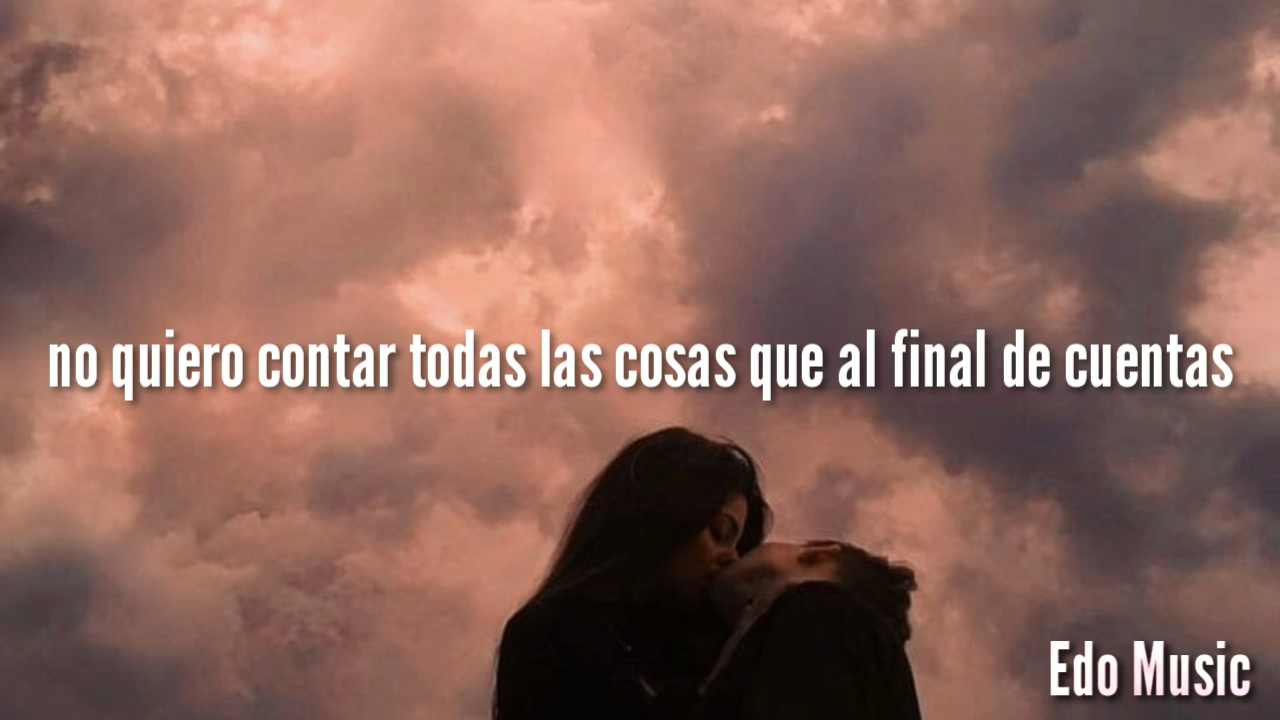 no quiero contar todas las cosas que al final de cuentas
Edo Music